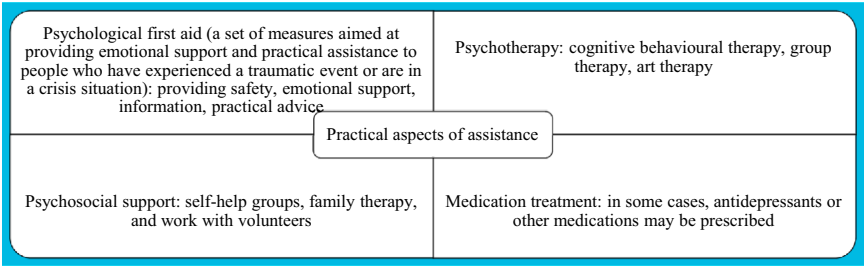 Psychological first aid (a set of measures aimed at
providing emotional support and practical assistance to
people who have experienced a traumatic event or are in
a crisis situation): providing safety, emotional support,
information, practical advice
Psychotherapy: cognitive behavioural therapy, group
therapy, art therapy
Practical aspects of assistance
Psychosocial support: self-help groups, family therapy,
and work with volunteers
Medication treatment: in some cases, antidepressants or
other medications may be prescribed